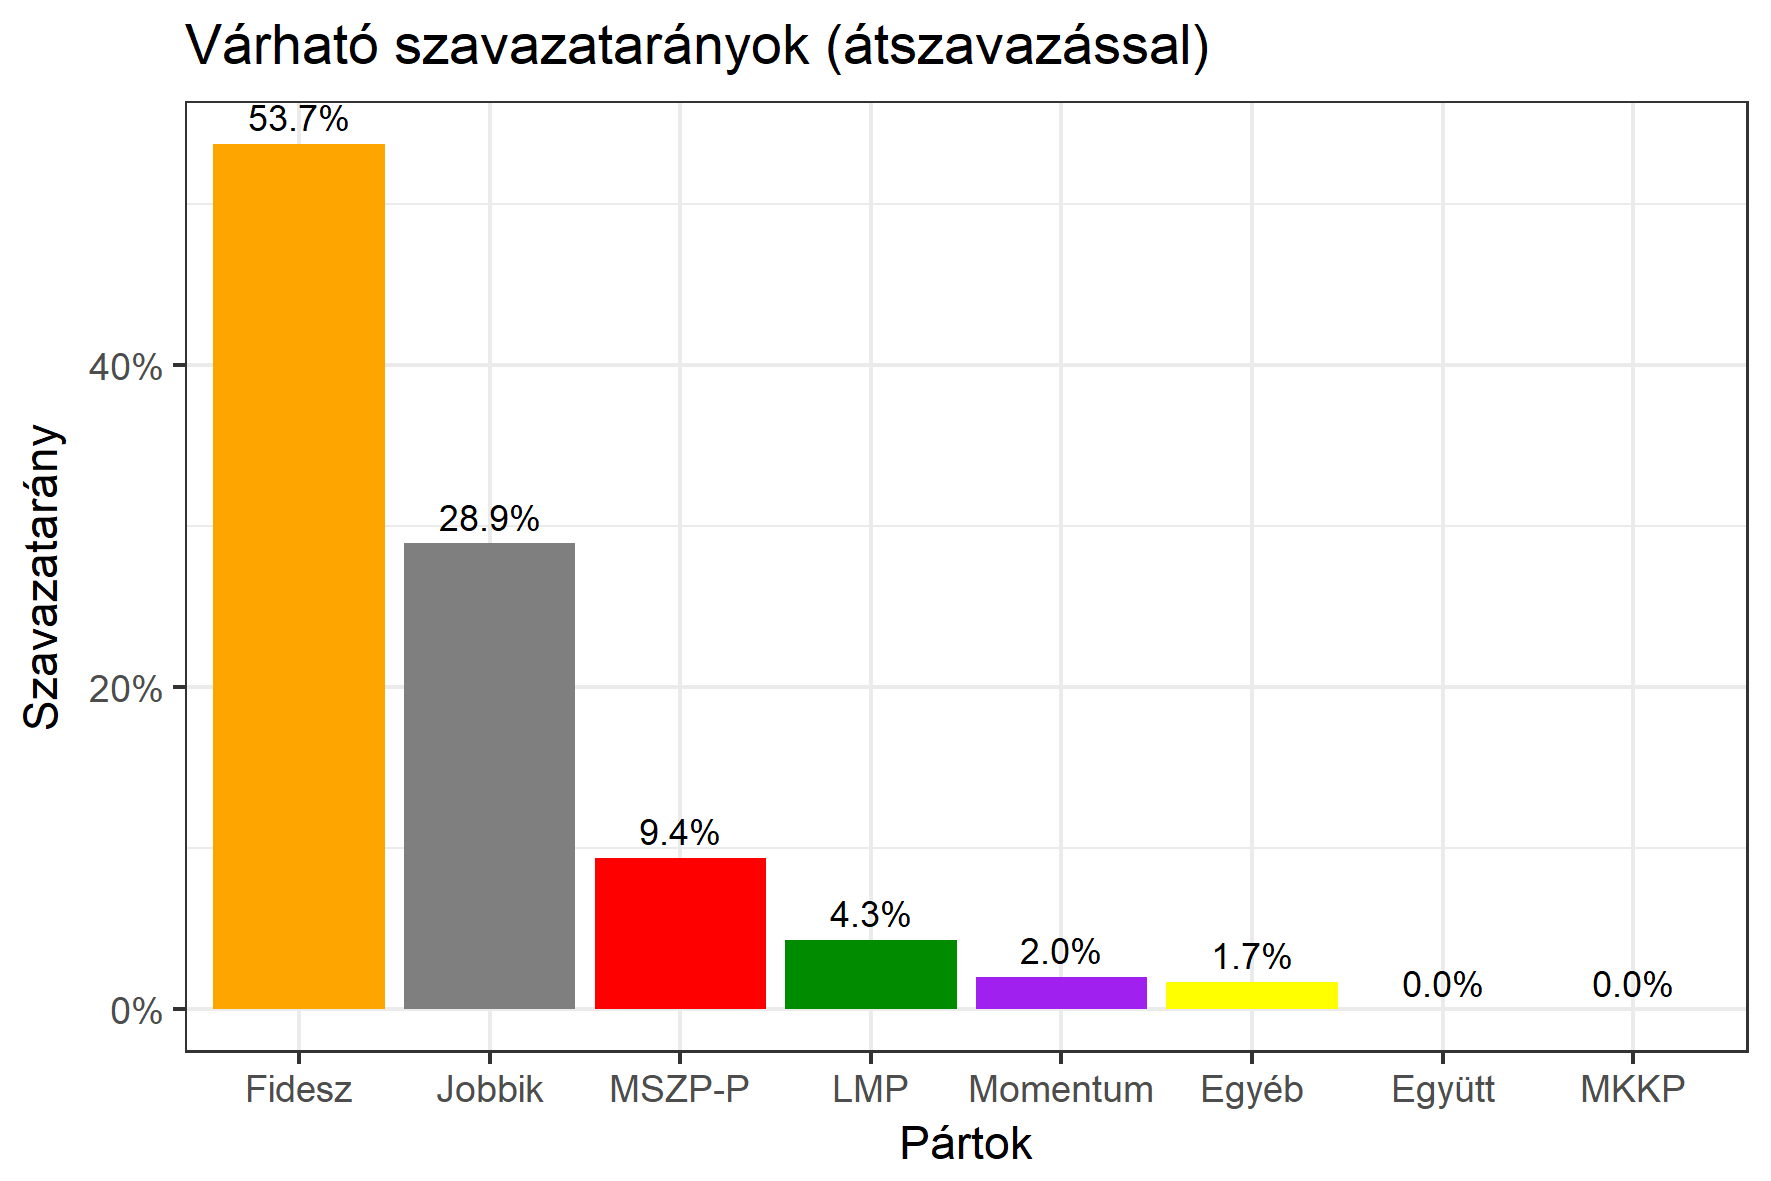 Várható szavazatarányok (átszavazással)
53.7%
28.9%
9.4%
4.3%
2.0%
1.7%
0.0%
0.0%
40%
20%
0%
Szavazatarány
Fidesz
Jobbik
MSZP-P
LMP
Momentum
Egyéb
Együtt
MKKP
Pártok